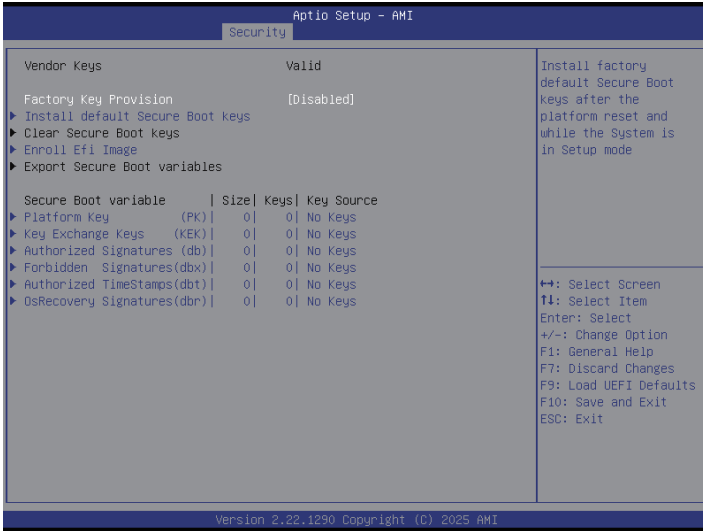 Aptio Setup – AMI
Security
Vendor Keys Valid
Factory Key Provision [Disabled]
▶ Install default Secure Boot keys
▶ Clear Secure Boot keys
▶ Enroll Efi Image
▶ Export Secure Boot variables
Secure Boot variable | Size| Keys| Key Source
▶ Platform Key (PK)| 0| 0| No Keys
▶ Key Exchange Keys (KEK)| 0| 0| No Keys
▶ Authorized Signatures (db)| 0| 0| No Keys
▶ Forbidden Signatures(dbx)| 0| 0| No Keys
▶ Authorized TimeStamps(dbt)| 0| 0| No Keys
▶ OsRecovery Signatures(dbr)| 0| 0| No Keys
Install factory
default Secure Boot
keys after the
platform reset and
while the System is
in Setup mode
↔: Select Screen
↑↓: Select Item
Enter: Select
+/-: Change Option
F1: General Help
F7: Discard Changes
F9: Load UEFI Defaults
F10: Save and Exit
ESC: Exit
Version 2.22.1290 Copyright (C) 2025 AMI